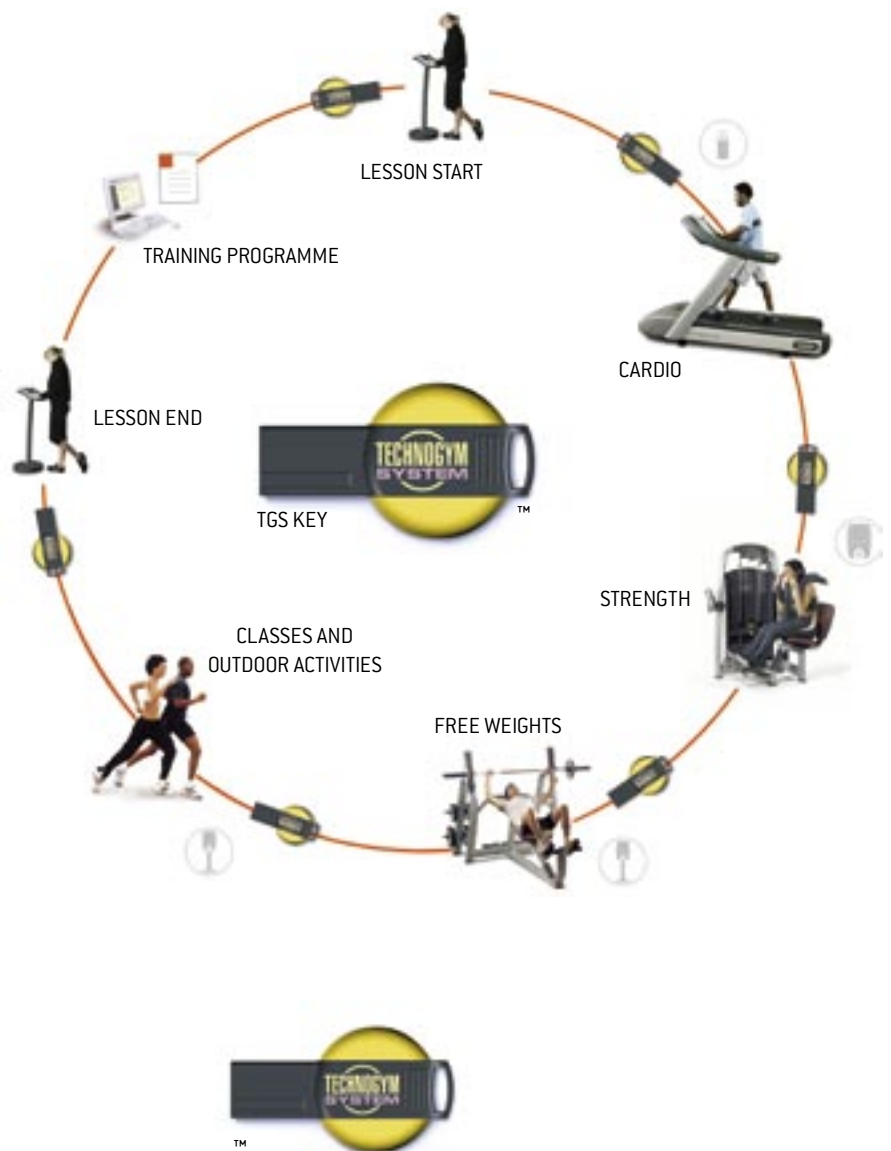 LESSON START
TRAINING PROGRAMME
CARDIO
LESSON END
TECHNOGYM
SYSTEM
TGS KEY
™
STRENGTH
CLASSES AND
OUTDOOR ACTIVITIES
FREE WEIGHTS
TECHNOGYM
SYSTEM
™